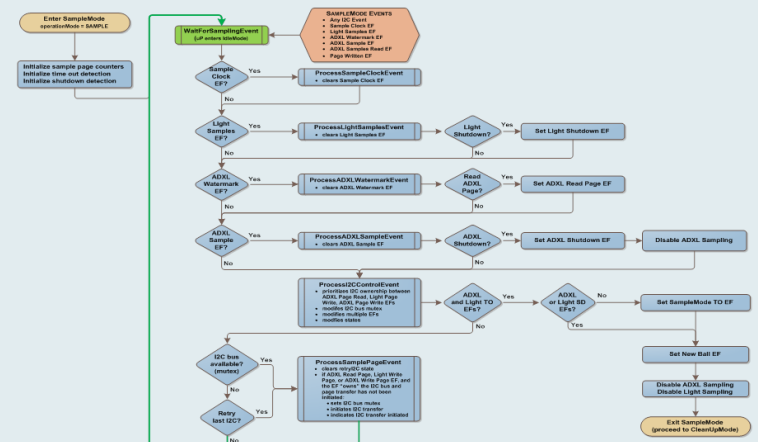 Enter SampleMode
operationMode = SAMPLE
Initialize sample page counters
Initialize time out detection
Initialize shutdown detection
WaitForSamplingEvent
(uP enters IdleMode)
SAMPLEMODE EVENTS
• Any I2C Event
• Sample Clock EF
• Light Samples EF
• ADXL Watermark EF
• ADXL Sample EF
• ADXL Samples Read EF
• Page Written EF
Sample
Clock
EF?
Yes
No
ProcessSampleClockEvent
• clears Sample Clock EF
Light
Samples
EF?
Yes
No
ProcessLightSamplesEvent
• clears Light Samples EF
Light
Shutdown?
Yes
No
Set Light Shutdown EF
ADXL
Watermark
EF?
Yes
No
ProcessADXLWatermarkEvent
• clears ADXL Watermark EF
Read
ADXL
Page?
Yes
No
Set ADXL Read Page EF
ADXL
Sample
EF?
Yes
No
ProcessADXLSampleEvent
• clears ADXL Sample EF
ADXL
Shutdown?
Yes
No
Set ADXL Shutdown EF
Disable ADXL Sampling
ProcessI2CControlEvent
• prioritizes I2C ownership between
ADXL Page Read, Light Page
Write, ADXL Page Write EFs
• modifies I2C bus mutex
• modifies multiple EFs
• modifies states
ADXL
and Light TO
EFs?
Yes
No
ADXL
or Light SD
EFs?
No
Yes
Set SampleMode TO EF
Set New Ball EF
Disable ADXL Sampling
Disable Light Sampling
Exit SampleMode
(proceed to CleanUpMode)
I2C bus
available?
(mutex)
Yes
No
Retry
last I2C?
Yes
No
ProcessSamplePageEvent
• clears retryI2C state
• if ADXL Read Page, Light Write
Page, or ADXL Write Page EF, and
the EF "owns" the I2C bus and
page transfer has not been
initiated:
• sets I2C bus mutex
• initiates I2C transfer
• indicates I2C transfer initiated